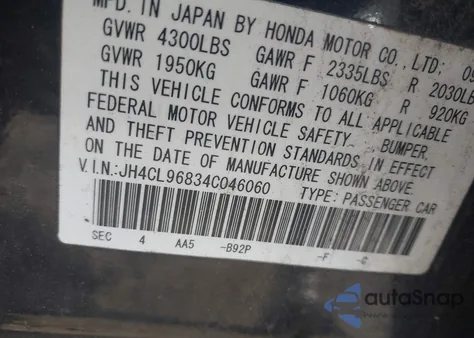 MFD. IN JAPAN BY HONDA MOTOR CO., LTD:
GVWR 4300LBS GAWR F 2335LBS R 2030LB
GVWR 1950KG GAWR F 1060KG R 920KG
THIS VEHICLE CONFORMS TO ALL APPLICABLE
FEDERAL MOTOR VEHICLE SAFETY. BUMPER,
AND THEFT PREVENTION STANDARDS IN EFFECT
ON THE DATE OF MANUFACTURE SHOWN ABOVE.
V.I.N:JH4CL96834C046060 TYPE: PASSENGER CAR
SEC 4 AA5 -B92P -F -C
autoSnap